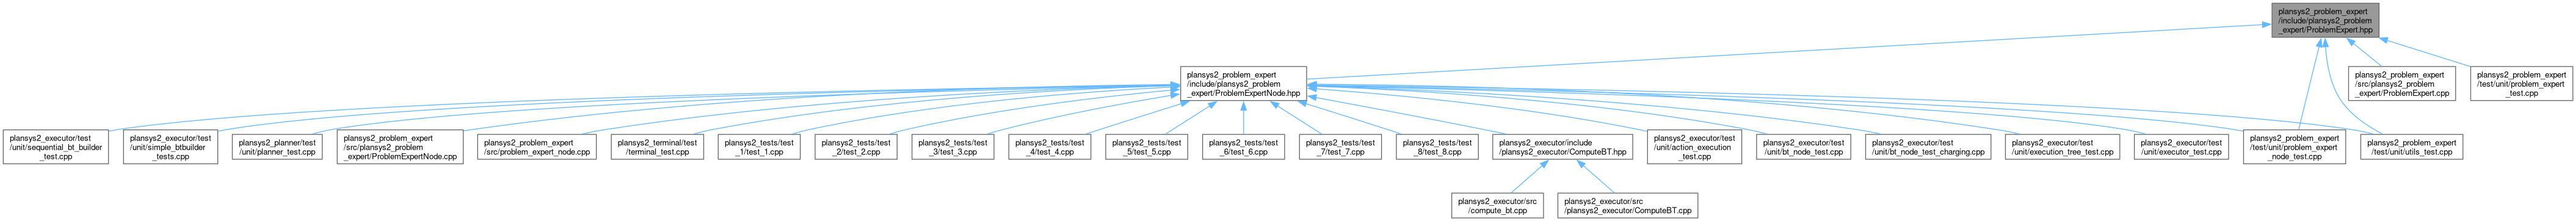 plansys2_problem_expert
/include/plansys2_problem
_expert/ProblemExpert.hpp
plansys2_problem_expert
/include/plansys2_problem
_expert/ProblemExpertNode.hpp
plansys2_problem_expert
/src/plansys2_problem
_expert/ProblemExpert.cpp
plansys2_problem_expert
/test/unit/problem_expert
_test.cpp
plansys2_executor/test
/unit/sequential_bt_builder
_test.cpp
plansys2_executor/test
/unit/simple_btbuilder
_tests.cpp
plansys2_planner/test
/unit/planner_test.cpp
plansys2_problem_expert
/src/plansys2_problem
_expert/ProblemExpertNode.cpp
plansys2_problem_expert
/src/problem_expert_node.cpp
plansys2_terminal/test
/terminal_test.cpp
plansys2_tests/test
_1/test_1.cpp
plansys2_tests/test
_2/test_2.cpp
plansys2_tests/test
_3/test_3.cpp
plansys2_tests/test
_4/test_4.cpp
plansys2_tests/test
_5/test_5.cpp
plansys2_tests/test
_6/test_6.cpp
plansys2_tests/test
_7/test_7.cpp
plansys2_tests/test
_8/test_8.cpp
plansys2_executor/include
/plansys2_executor/ComputeBT.hpp
plansys2_executor/test
/unit/action_execution
_test.cpp
plansys2_executor/test
/unit/bt_node_test.cpp
plansys2_executor/test
/unit/bt_node_test_charging.cpp
plansys2_executor/test
/unit/execution_tree_test.cpp
plansys2_executor/test
/unit/executor_test.cpp
plansys2_problem_expert
/test/unit/problem_expert
_node_test.cpp
plansys2_problem_expert
/test/unit/utils_test.cpp
plansys2_executor/src
/compute_bt.cpp
plansys2_executor/src
/plansys2_executor/ComputeBT.cpp